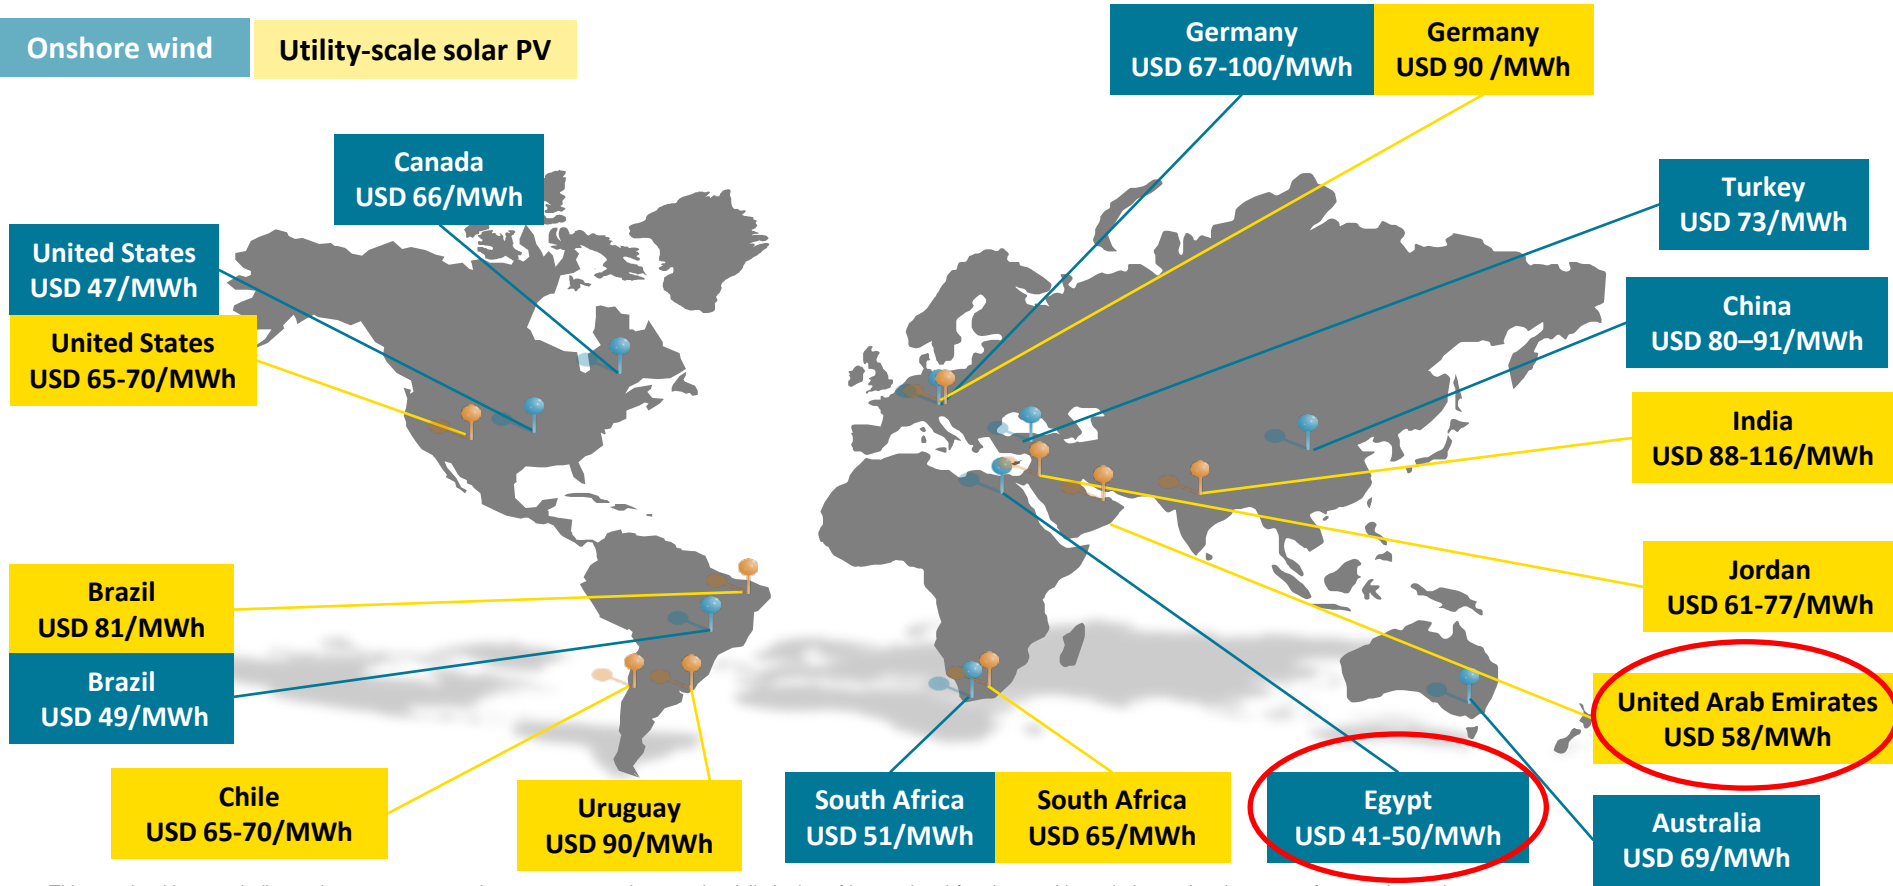 Onshore wind
Utility-scale solar PV
Germany
USD 67-100/MWh
Germany
USD 90 /MWh
Canada
USD 66/MWh
Turkey
USD 73/MWh
United States
USD 47/MWh
United States
USD 65-70/MWh
China
USD 80–91/MWh
India
USD 88-116/MWh
Jordan
USD 61-77/MWh
Brazil
USD 81/MWh
Brazil
USD 49/MWh
United Arab Emirates
USD 58/MWh
Chile
USD 65-70/MWh
Uruguay
USD 90/MWh
South Africa
USD 51/MWh
South Africa
USD 65/MWh
Egypt
USD 41-50/MWh
Australia
USD 69/MWh